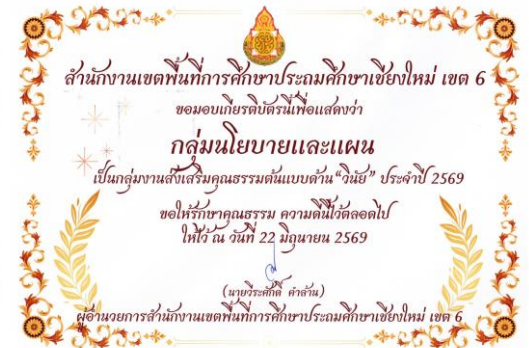 สำนักงานเขตพื้นที่การศึกษาประถมศึกษาเชียงใหม่ เขต 6
ขอมอบเกียรติบัตรนี้เพื่อแสดงว่า
กลุ่มนโยบายและแผน
เป็นกลุ่มงานส่งเสริมคุณธรรมต้นแบบด้าน“วินัย” ประจำปี 2569
ขอให้รักษาคุณธรรม ความดีนี้ไว้ตลอดไป
ให้ไว้ ณ วันที่ 22 มิถุนายน 2569
(นายวีระศักดิ์ คำล้าน)
ผู้อำนวยการสำนักงานเขตพื้นที่การศึกษาประถมศึกษาเชียงใหม่ เขต 6